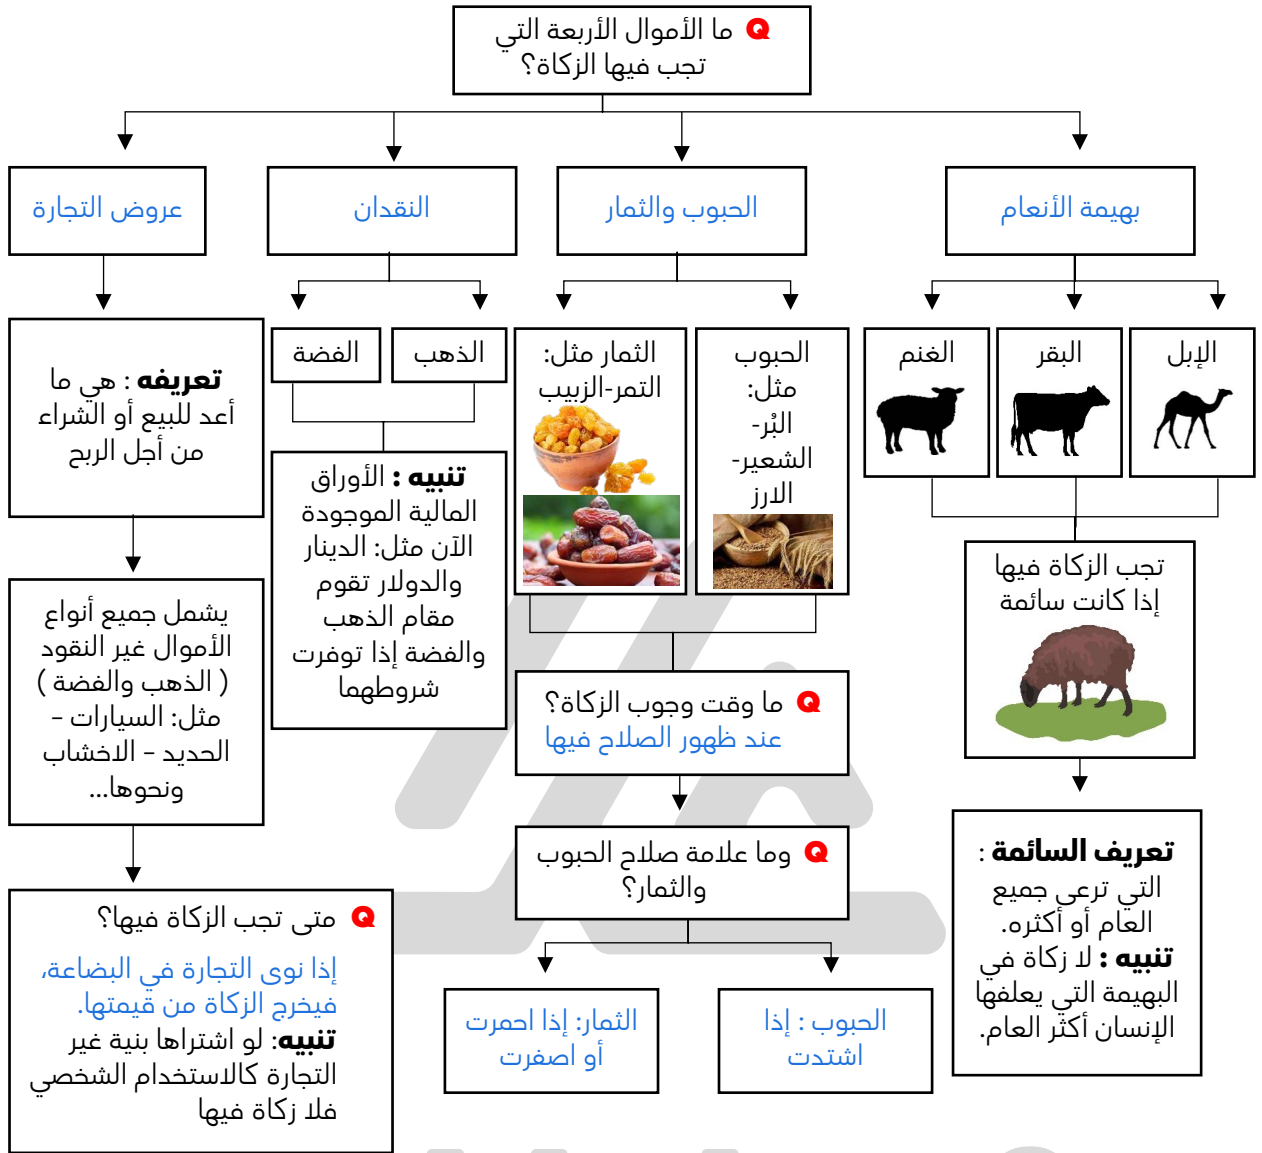 Q ما الأموال الأربعة التي
تجب فيها الزكاة؟
بهيمة الأنعام
الحبوب والثمار
النقدان
عروض التجارة
الإبل
البقر
الغنم
تجب الزكاة فيها
إذا كانت سائمة
تعريف السائمة :
التي ترعى جميع
العام أو أكثره.
تنبيه : لا زكاة في
البهيمة التي يعلفها
الإنسان أكثر العام.
الحبوب
مثل:
البُر-
الشعير-
الارز
الثمار مثل:
التمر-الزبيب
Q ما وقت وجوب الزكاة؟
عند ظهور الصلاح فيها
Q وما علامة صلاح الحبوب
والثمار؟
الحبوب : إذا
اشتدت
الثمار: إذا احمرت
أو اصفرت
الذهب
الفضة
تنبيه : الأوراق
المالية الموجودة
الآن مثل: الدينار
والدولار تقوم
مقام الذهب
والفضة إذا توفرت
شروطهما
تعريفه : هي ما
أعد للبيع أو الشراء
من أجل الربح
يشمل جميع أنواع
الأموال غير النقود
( الذهب والفضة )
مثل: السيارات –
الحديد – الاخشاب
ونحوها...
Q متى تجب الزكاة فيها؟
إذا نوى التجارة في البضاعة،
فيخرج الزكاة من قيمتها.
تنبيه: لو اشتراها بنية غير
التجارة كالاستخدام الشخصي
فلا زكاة فيها